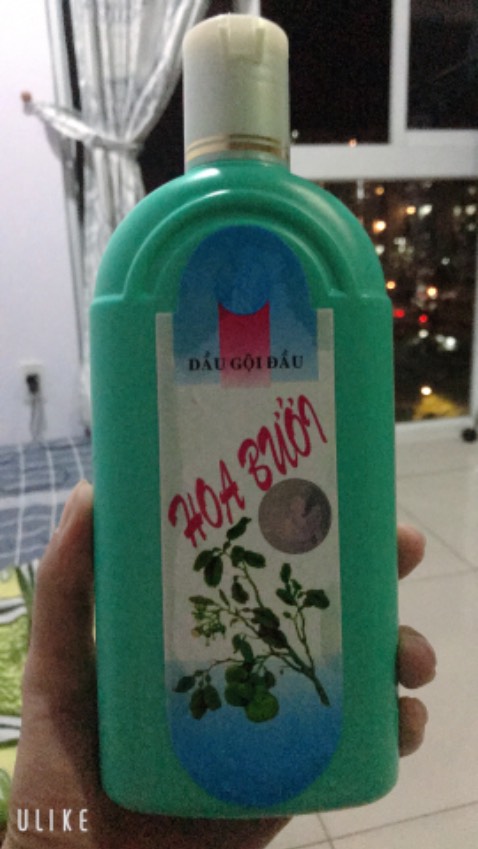 DẦU GỘI ĐẦU
HOA BƯỞI
ULIKE